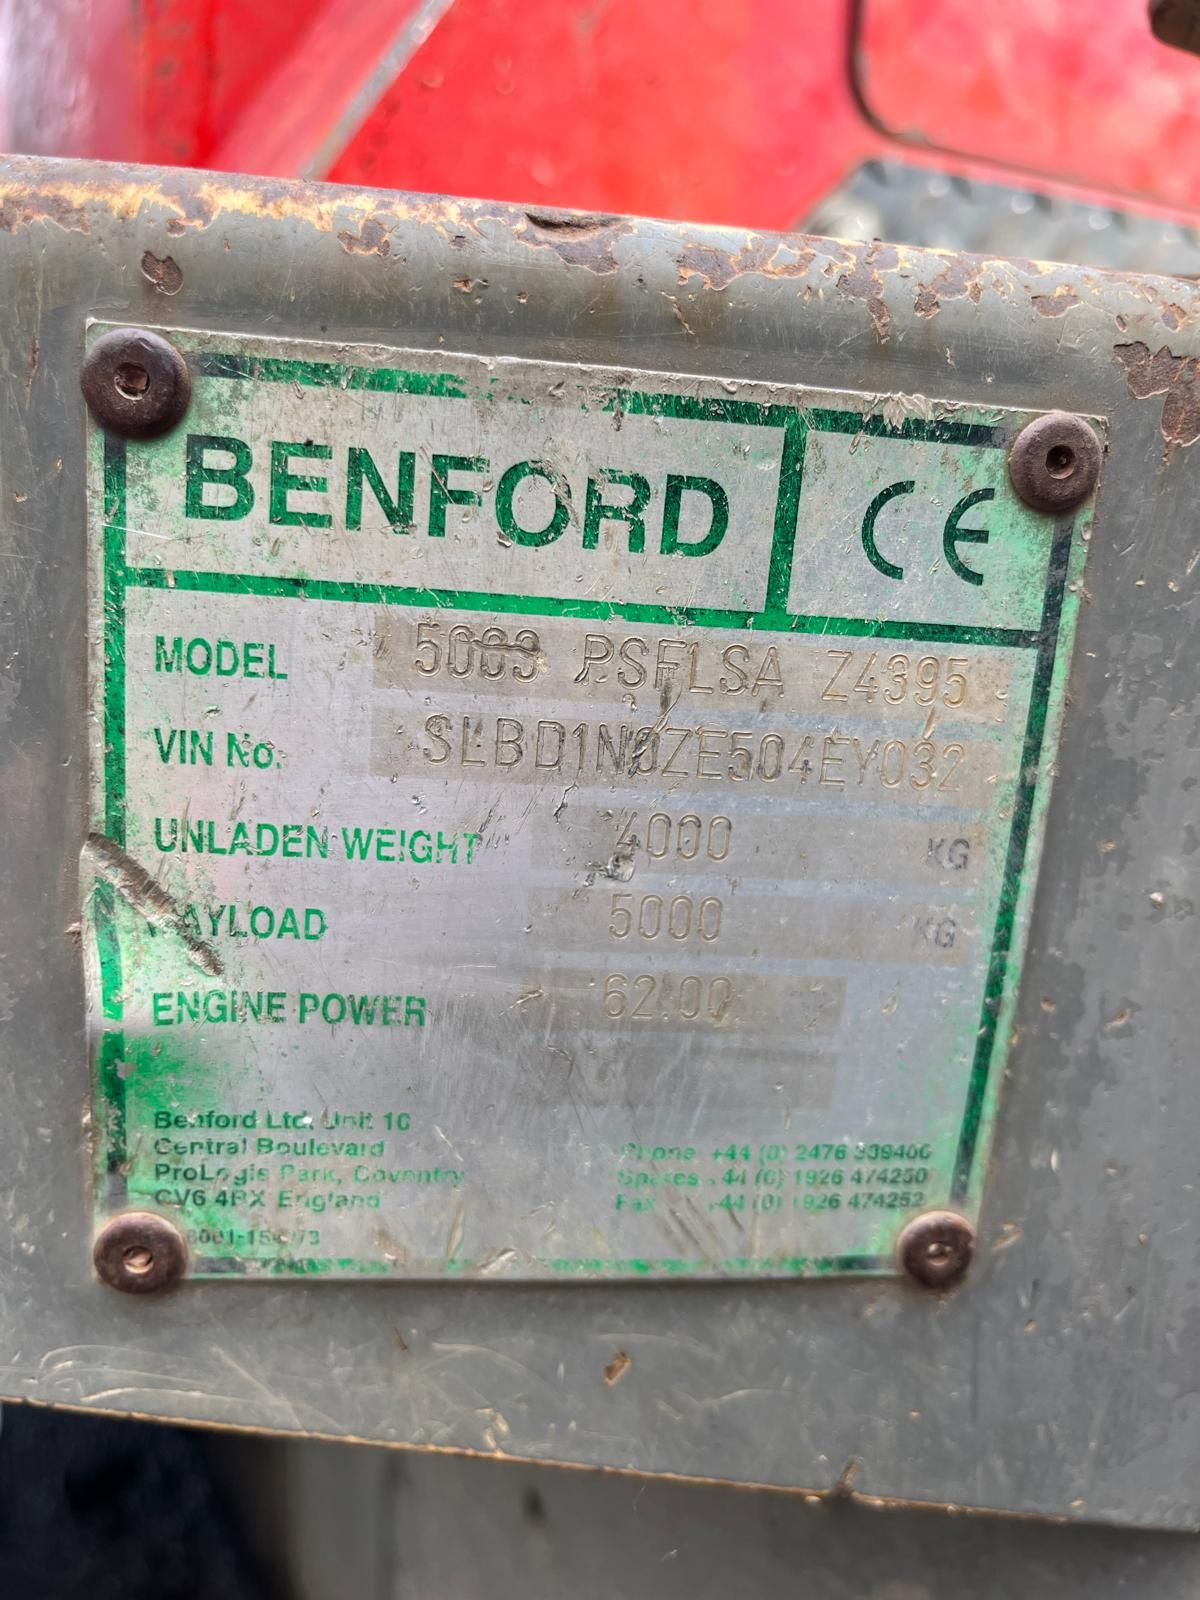 BENFORD CE
MODEL 5003 PSFLSA Z4395
VIN No. SLBD1N0ZE504EY032
UNLADEN WEIGHT 4000 KG
PAYLOAD 5000 KG
ENGINE POWER 62.00
Benford Ltd, Unit 10
Central Boulevard
ProLogis Park, Coventry
CV6 4BX England
Phone +44 (0) 2476 339400
Spares +44 (0) 1926 474250
Fax +44 (0) 1926 474252